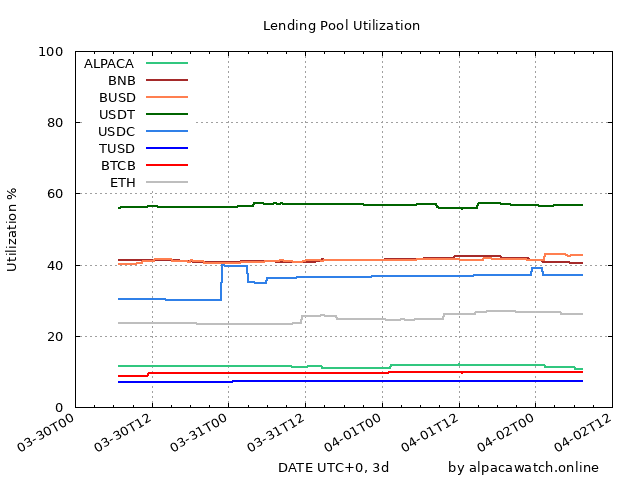 Lending Pool Utilization
100
80
60
40
20
0
Utilization %
ALPACA
BNB
BUSD
USDT
USDC
TUSD
BTCB
ETH
03-30T00
03-30T12
03-31T00
03-31T12
04-01T00
04-01T12
04-02T00
04-02T12
DATE UTC+0, 3d
by alpacawatch.online